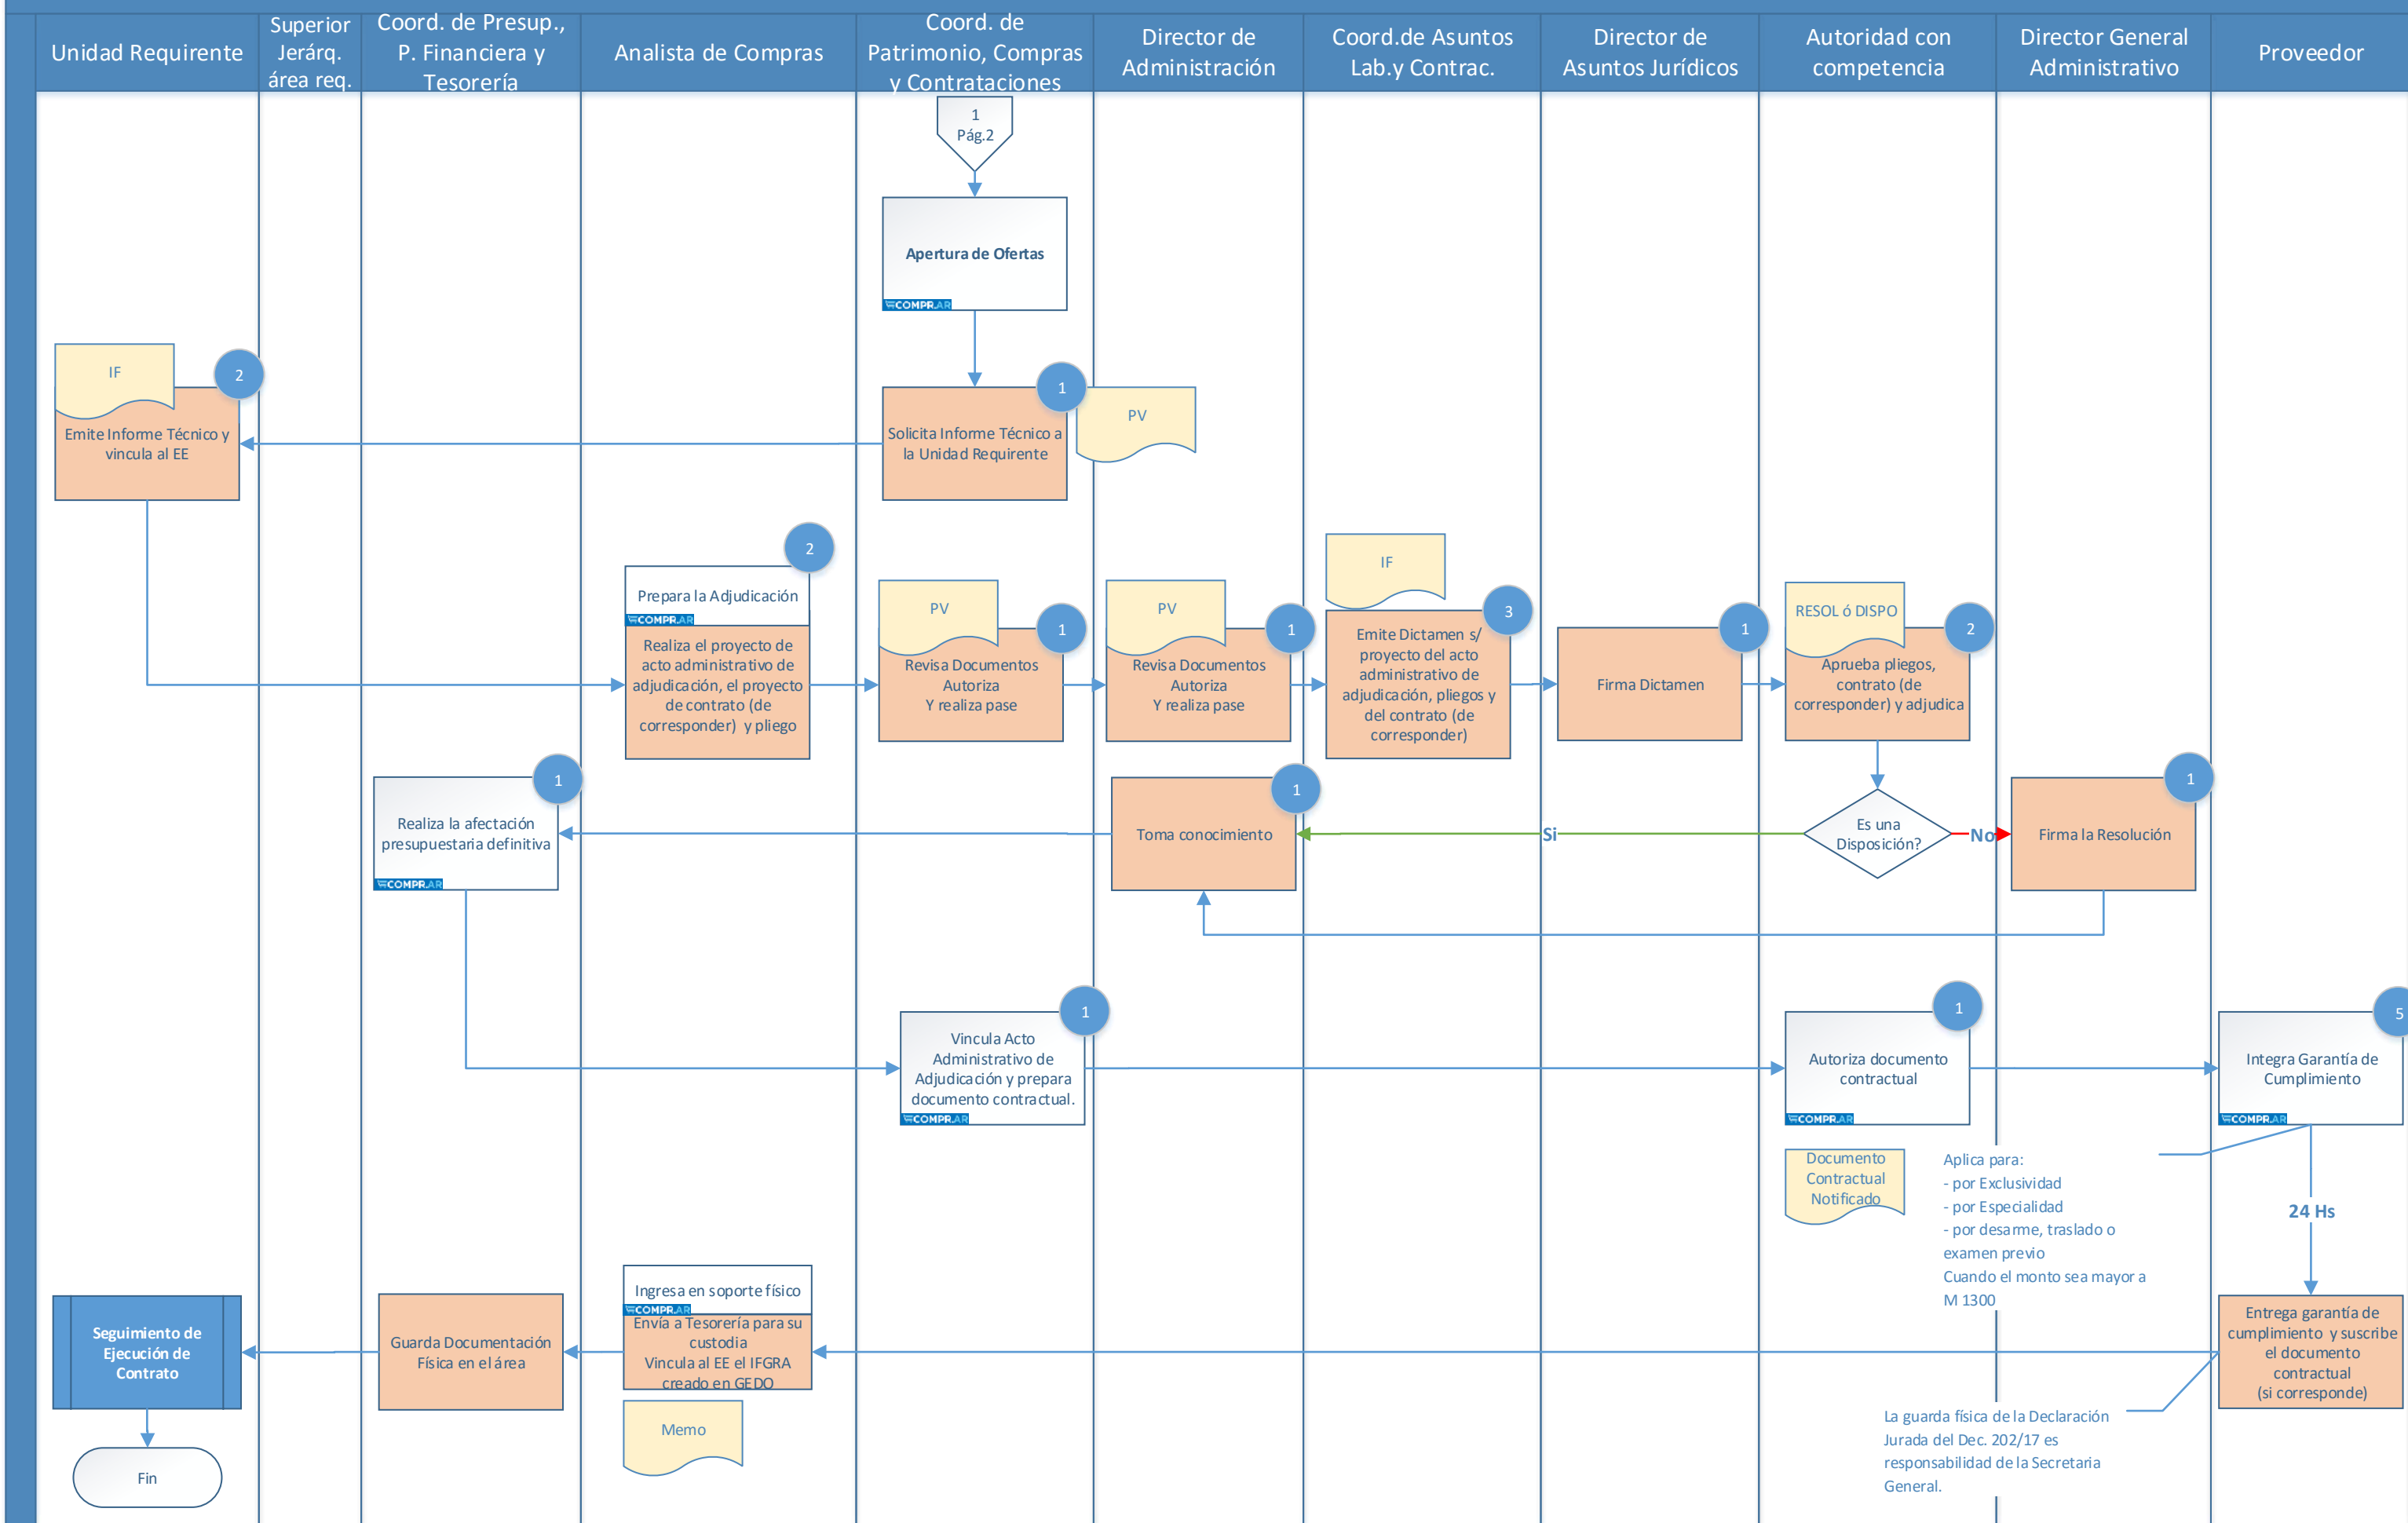 Unidad Requirente
Superior
Jerárq.
área req.
Coord. de Presup.,
P. Financiera y
Tesorería
Analista de Compras
Coord. de
Patrimonio, Compras
y Contrataciones
Director de
Administración
Coord.de Asuntos
Lab.y Contrac.
Director de
Asuntos Jurídicos
Autoridad con
competencia
Director General
Administrativo
Proveedor
1
Pág.2
Apertura de Ofertas
COMPR.AR
IF
2
Emite Informe Técnico y
vincula al EE
1
Solicita Informe Técnico a
la Unidad Requirente
PV
2
Prepara la Adjudicación
COMPR.AR
Realiza el proyecto de
acto administrativo de
adjudicación, el proyecto
de contrato (de
corresponder) y pliego
PV
1
Revisa Documentos
Autoriza
Y realiza pase
PV
1
Revisa Documentos
Autoriza
Y realiza pase
IF
3
Emite Dictamen s/
proyecto del acto
administrativo de
adjudicación, pliegos y
del contrato (de
corresponder)
1
Firma Dictamen
RESOL ó DISPO
2
Aprueba pliegos,
contrato (de
corresponder) y adjudica
1
Realiza la afectación
presupuestaria definitiva
COMPR.AR
1
Toma conocimiento
Si
Es una
Disposición?
No
1
Firma la Resolución
1
Vincula Acto
Administrativo de
Adjudicación y prepara
documento contractual.
COMPR.AR
1
Autoriza documento
contractual
COMPR.AR
5
Integra Garantía de
Cumplimiento
COMPR.AR
Documento
Contractual
Notificado
Aplica para:
- por Exclusividad
- por Especialidad
- por desarme, traslado o
examen previo
Cuando el monto sea mayor a
M 1300
24 Hs
Seguimiento de
Ejecución de
Contrato
Guarda Documentación
Física en el área
Ingresa en soporte físico
COMPR.AR
Envía a Tesorería para su
custodia
Vincula al EE el IFGRA
creado en GEDO
Entrega garantía de
cumplimiento y suscribe
el documento
contractual
(si corresponde)
Memo
La guarda física de la Declaración
Jurada del Dec. 202/17 es
responsabilidad de la Secretaria
General.
Fin